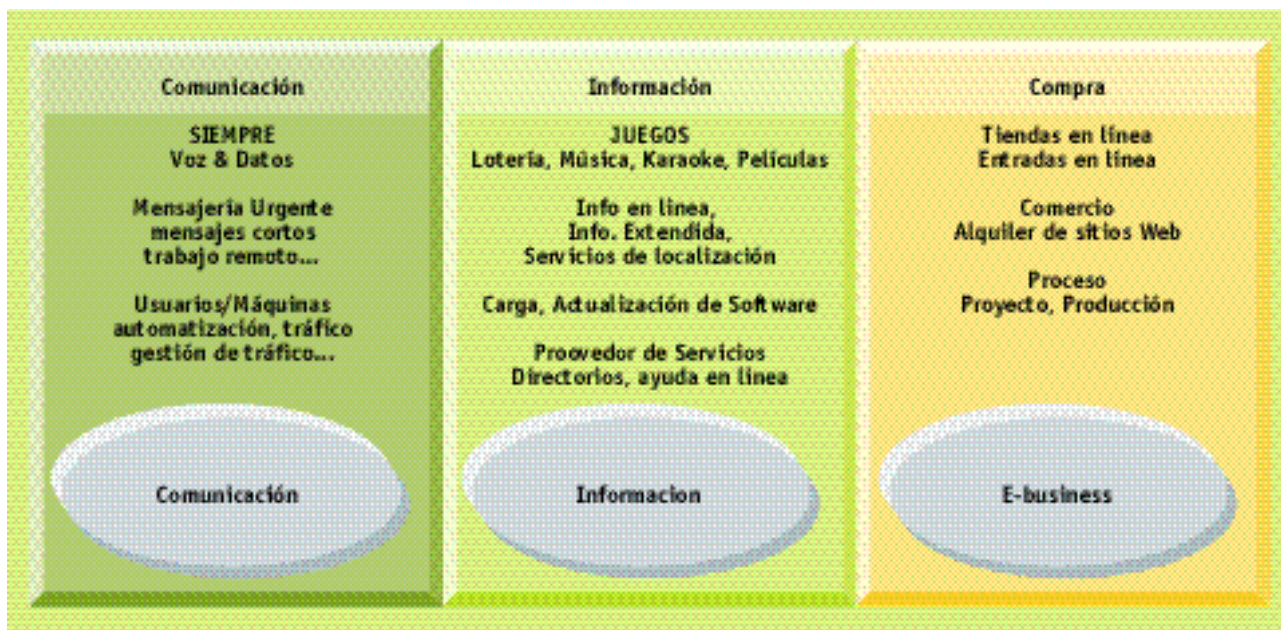 Comunicación
SIEMPRE
Voz & Datos
Mensajería Urgente
mensajes cortos
trabajo remoto...
Usuarios/Máquinas
automatización, tráfico
gestión de tráfico...
Comunicación
Información
JUEGOS
Lotería, Música, Karaoke, Películas
Info en linea,
Info. Extendida,
Servicios de localización
Carga, Actualización de Software
Proovedor de Servicios
Directorios, ayuda en linea
Informacion
Compra
Tiendas en línea
Entradas en línea
Comercio
Alquiler de sitios Web
Proceso
Proyecto, Producción
E-business